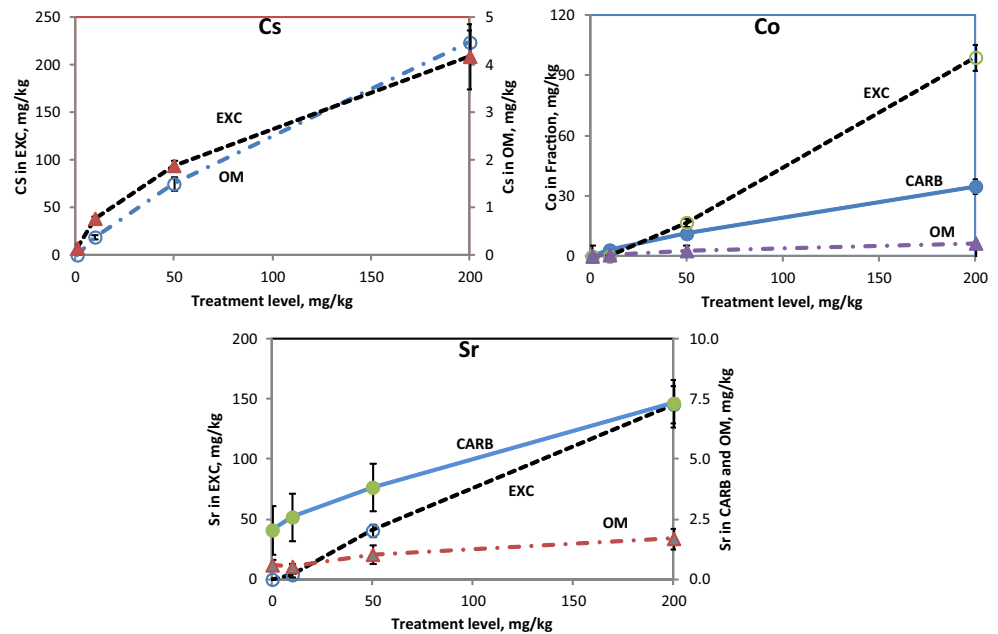 Cs
CS in EXC, mg/kg
250
200
150
100
50
0
EXC
OM
5
4
3
2
1
0
Cs in OM, mg/kg
0 50 100 150 200
Treatment level, mg/kg
Co
Co in Fraction, mg/kg
120
90
60
30
0
EXC
CARB
OM
0 50 100 150 200
Treatment level, mg/kg
Sr
Sr in EXC, mg/kg
200
150
100
50
0
CARB
EXC
OM
10.0
7.5
5.0
2.5
0.0
Sr in CARB and OM, mg/kg
0 50 100 150 200
Treatment level, mg/kg